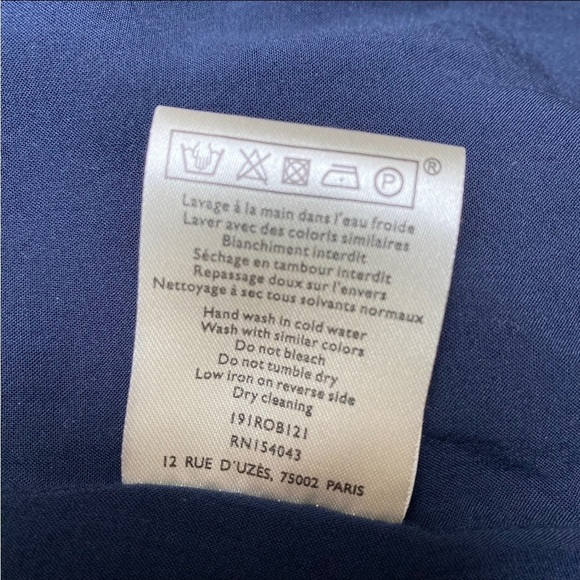 P ®
Lavage à la main dans l'eau froide
Laver avec des coloris similaires
Blanchiment interdit
Séchage en tambour interdit
Repassage doux sur l'envers
Nettoyage à sec tous solvants normaux
Hand wash in cold water
Wash with similar colors
Do not bleach
Do not tumble dry
Low iron on reverse side
Dry cleaning
191ROB121
RN154043
12 RUE D'UZÈS, 75002 PARIS